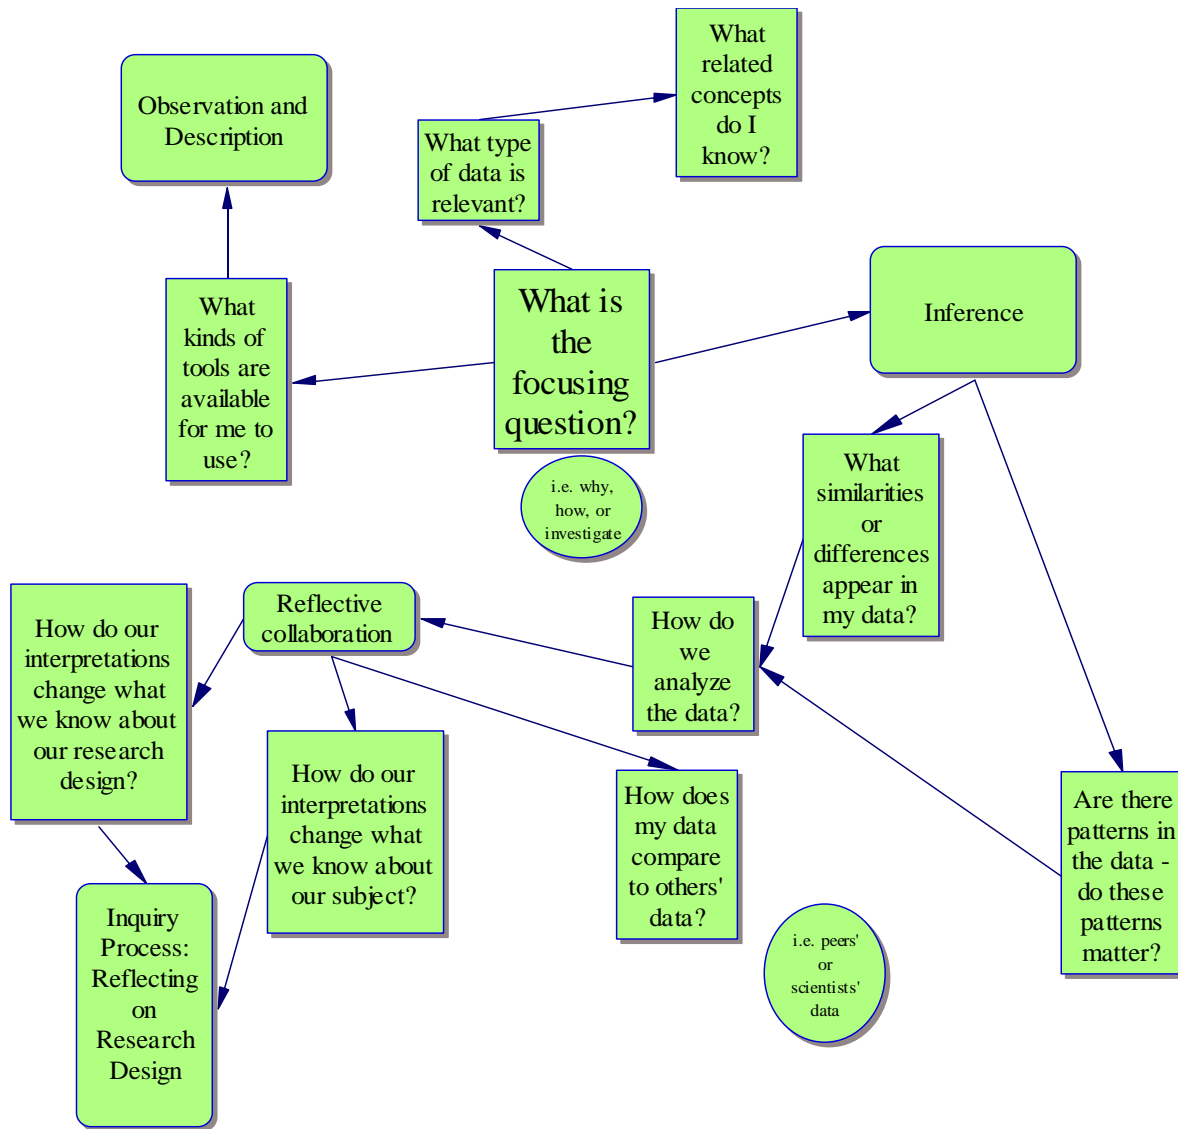 What
related
concepts
do I
know?
Observation and
Description
What type
of data is
relevant?
What is
the
focusing
question?
Inference
What
kinds of
tools are
available
for me to
use?
i.e. why,
how, or
investigate
What
similarities
or
differences
appear in
my data?
How do our
interpretations
change what
we know about
our research
design?
Reflective
collaboration
How do
we
analyze
the data?
How do our
interpretations
change what
we know about
our subject?
How does
my data
compare
to others'
data?
Are there
patterns in
the data -
do these
patterns
matter?
Inquiry
Process:
Reflecting
on
Research
Design
i.e. peers'
or
scientists'
data